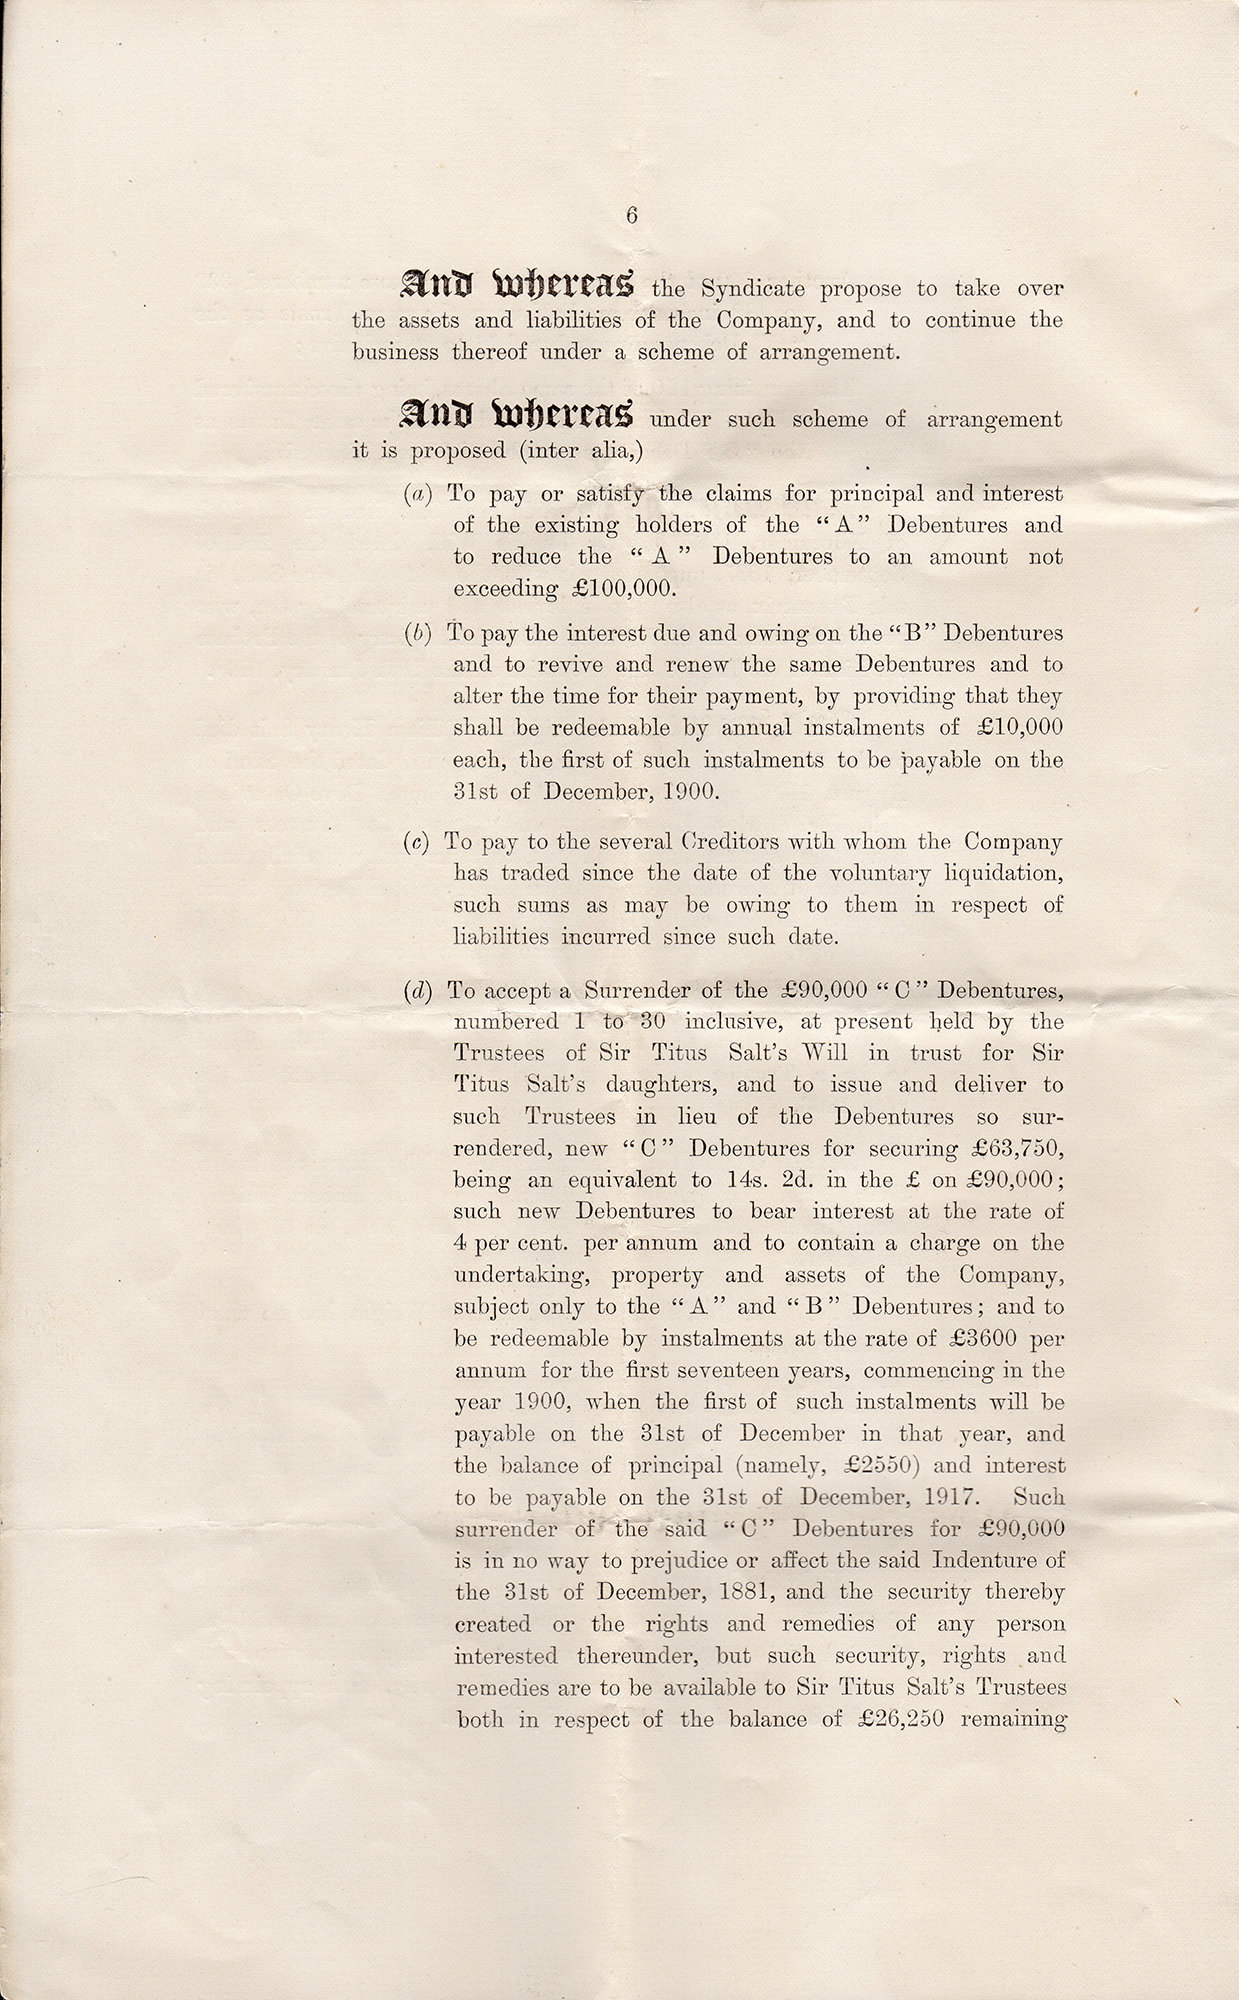 6
And whereas the Syndicate propose to take over
the assets and liabilities of the Company, and to continue the
business thereof under a scheme of arrangement.
And whereas under such scheme of arrangement
it is proposed (inter alia,)
(a) To pay or satisfy the claims for principal and interest
of the existing holders of the “A” Debentures and
to reduce the “A” Debentures to an amount not
exceeding £100,000.
(b) To pay the interest due and owing on the “B” Debentures
and to revive and renew the same Debentures and to
alter the time for their payment, by providing that they
shall be redeemable by annual instalments of £10,000
each, the first of such instalments to be payable on the
31st of December, 1900.
(c) To pay to the several Creditors with whom the Company
has traded since the date of the voluntary liquidation,
such sums as may be owing to them in respect of
liabilities incurred since such date.
(d) To accept a Surrender of the £90,000 “C” Debentures,
numbered 1 to 30 inclusive, at present held by the
Trustees of Sir Titus Salt’s Will in trust for Sir
Titus Salt’s daughters, and to issue and deliver to
such Trustees in lieu of the Debentures so sur-
rendered, new “C” Debentures for securing £63,750,
being an equivalent to 14s. 2d. in the £ on £90,000;
such new Debentures to bear interest at the rate of
4 per cent. per annum and to contain a charge on the
undertaking, property and assets of the Company,
subject only to the “A” and “B” Debentures; and to
be redeemable by instalments at the rate of £3600 per
annum for the first seventeen years, commencing in the
year 1900, when the first of such instalments will be
payable on the 31st of December in that year, and
the balance of principal (namely, £2550) and interest
to be payable on the 31st of December, 1917. Such
surrender of the said “C” Debentures for £90,000
is in no way to prejudice or affect the said Indenture of
the 31st of December, 1881, and the security thereby
created or the rights and remedies of any person
interested thereunder, but such security, rights and
remedies are to be available to Sir Titus Salt’s Trustees
both in respect of the balance of £26,250 remaining